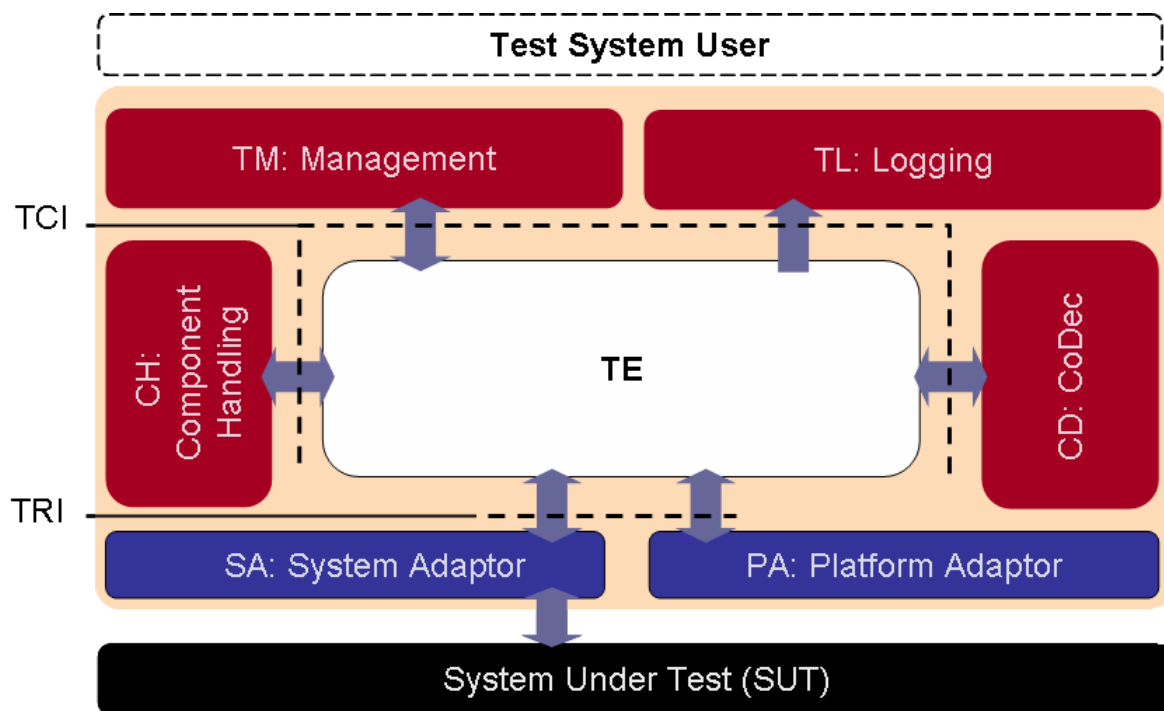 Test System User
TM: Management
TL: Logging
TCI
CH:
Component
Handling
TE
CD: CoDec
TRI
SA: System Adaptor
PA: Platform Adaptor
System Under Test (SUT)